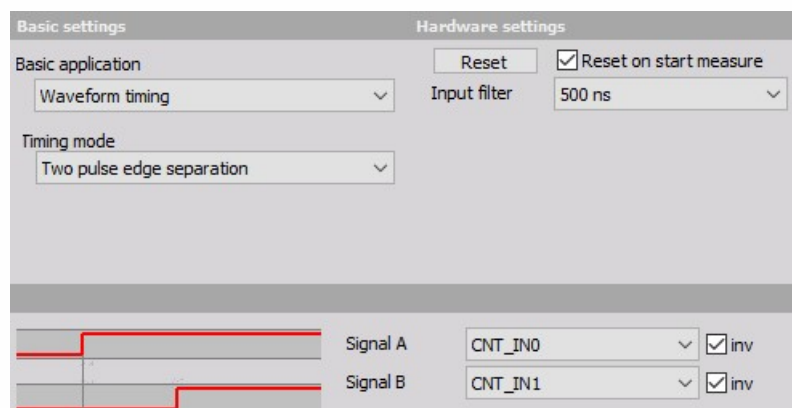 Basic settings
Hardware settings
Basic application
Reset
Reset on start measure
Waveform timing
Input filter
500 ns
Timing mode
Two pulse edge separation
Signal A
CNT_IN0
inv
Signal B
CNT_IN1
inv